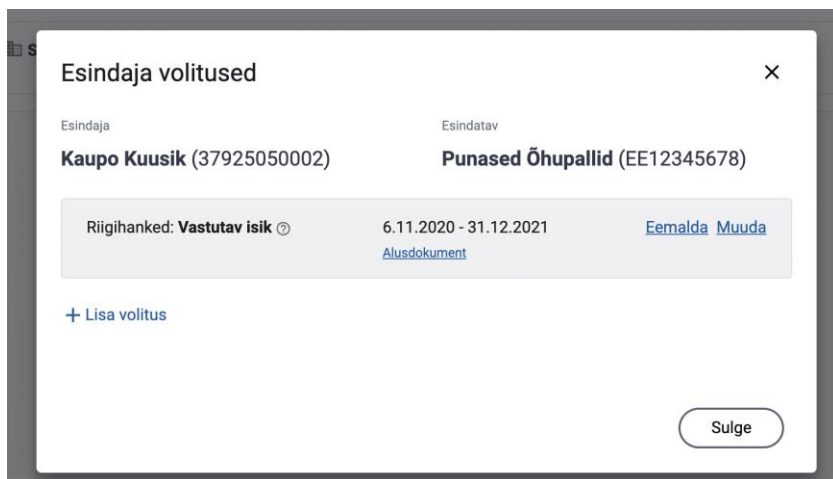 S
Esindaja volitused
Esindaja Esindatav
Kaupo Kuusik (37925050002) Punased Õhupallid (EE12345678)
Riigihanked: Vastutav isik 6.11.2020 - 31.12.2021 Eemalda Muuda
Alusdokument
+ Lisa volitus
Sulge